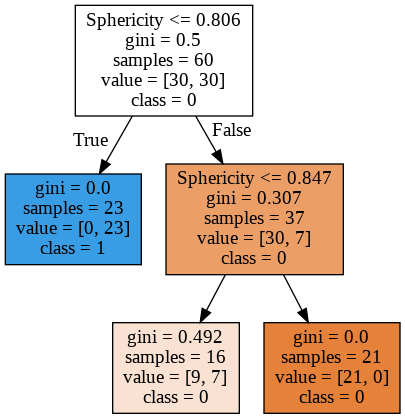 Sphericity <= 0.806
gini = 0.5
samples = 60
value = [30, 30]
class = 0
True
False
gini = 0.0
samples = 23
value = [0, 23]
class = 1
Sphericity <= 0.847
gini = 0.307
samples = 37
value = [30, 7]
class = 0
gini = 0.492
samples = 16
value = [9, 7]
class = 0
gini = 0.0
samples = 21
value = [21, 0]
class = 0